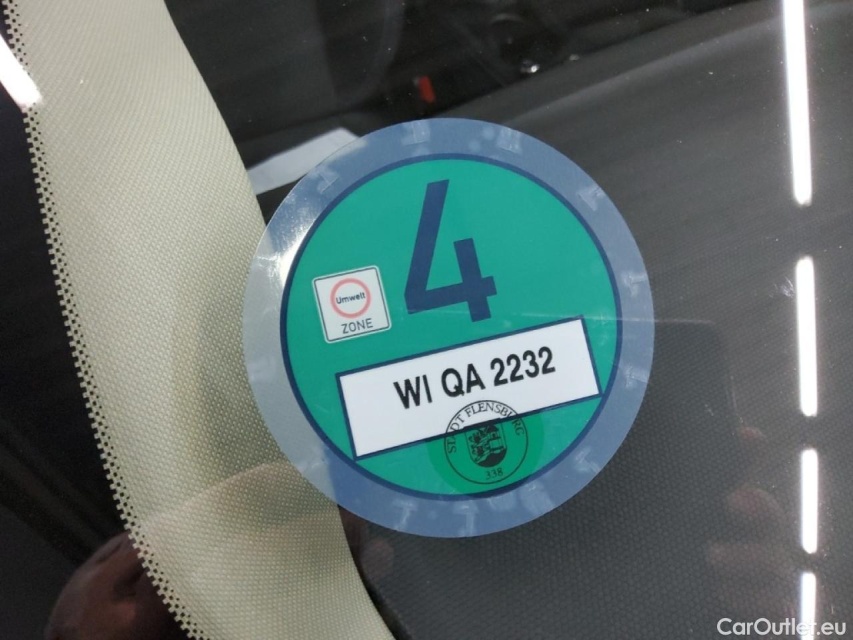 4
Umwelt
ZONE
WI QA 2232
STADT FLENSBURG
338
CarOutlet.eu